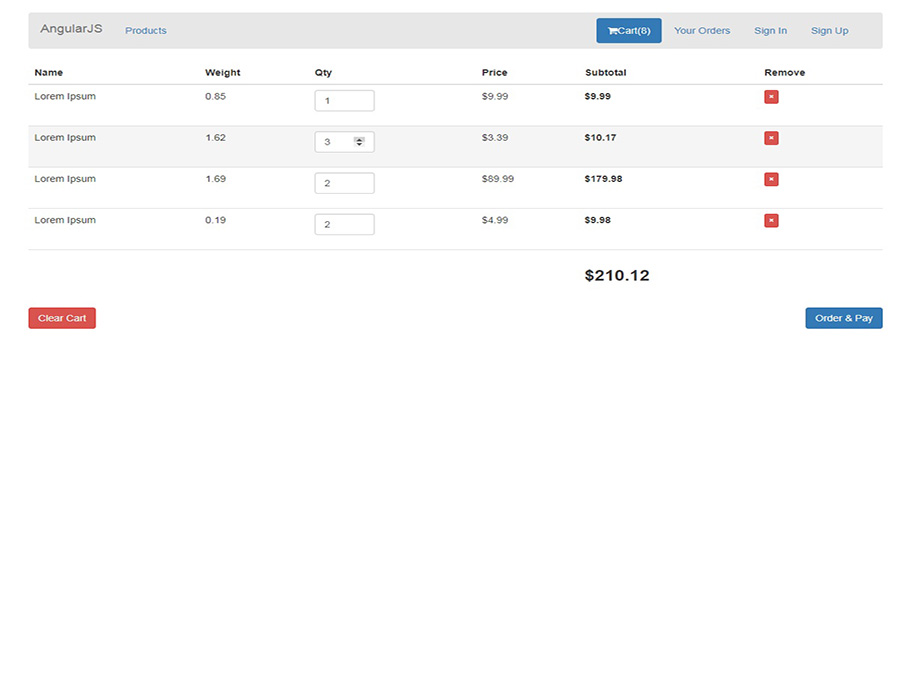 AngularJS Products Cart(8) Your Orders Sign In Sign Up
Name Weight Qty Price Subtotal Remove
Lorem Ipsum 0.85 1 $9.99 $9.99
Lorem Ipsum 1.62 3 $3.39 $10.17
Lorem Ipsum 1.69 2 $89.99 $179.98
Lorem Ipsum 0.19 2 $4.99 $9.98
$210.12
Clear Cart Order & Pay